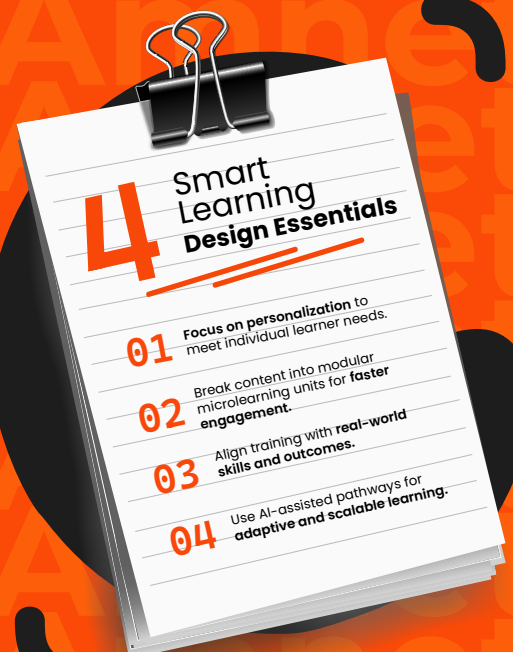 4
Smart
Learning
Design Essentials
01
Focus on personalization to
meet individual learner needs.
02
Break content into modular
microlearning units for faster
engagement.
03
Align training with real-world
skills and outcomes.
04
Use AI-assisted pathways for
adaptive and scalable learning.